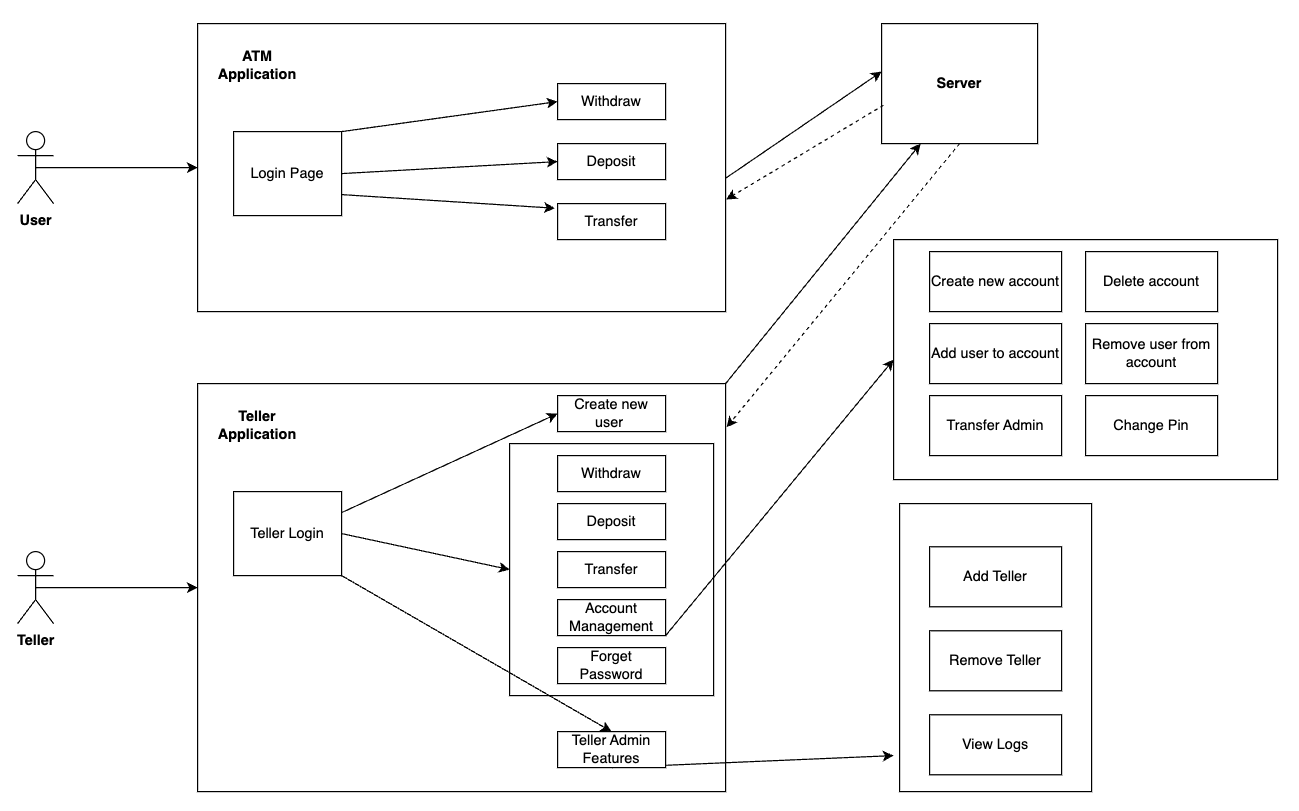 ATM
Application
Withdraw
Login Page
Deposit
Transfer
User
Server
Create new account
Delete account
Add user to account
Remove user from
account
Transfer Admin
Change Pin
Teller
Application
Create new
user
Withdraw
Deposit
Teller Login
Transfer
Account
Management
Forget
Password
Teller Admin
Features
Teller
Add Teller
Remove Teller
View Logs